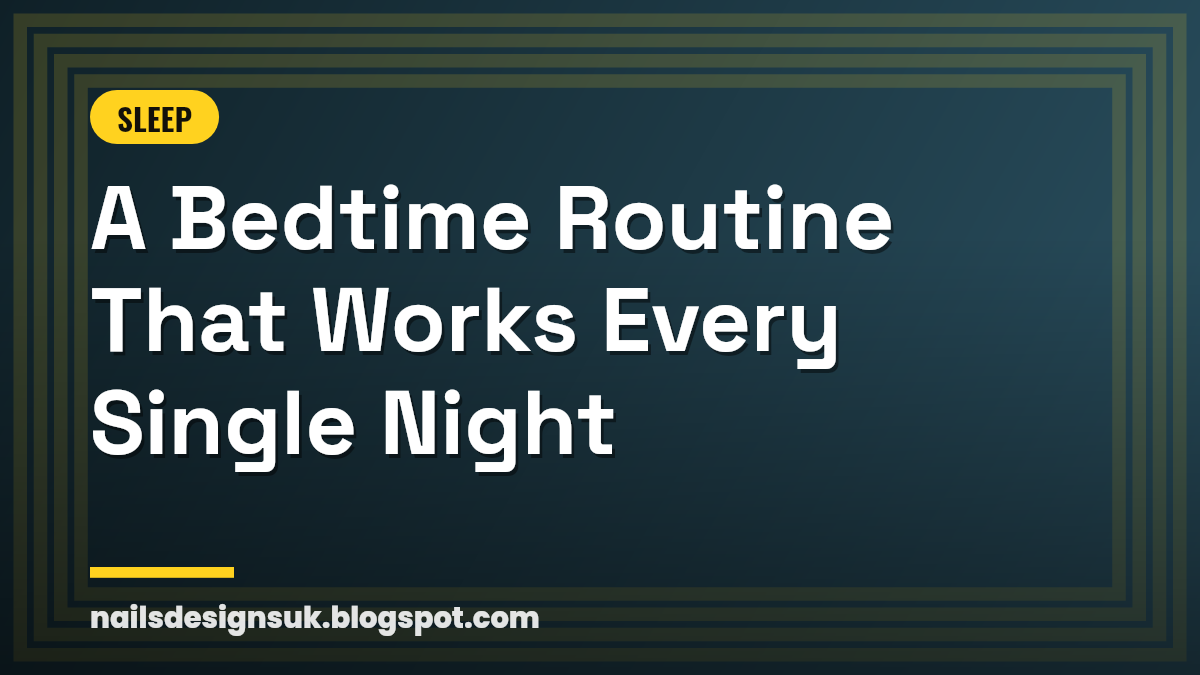 SLEEP
A Bedtime Routine
That Works Every
Single Night
nailsdesignsuk.blogspot.com